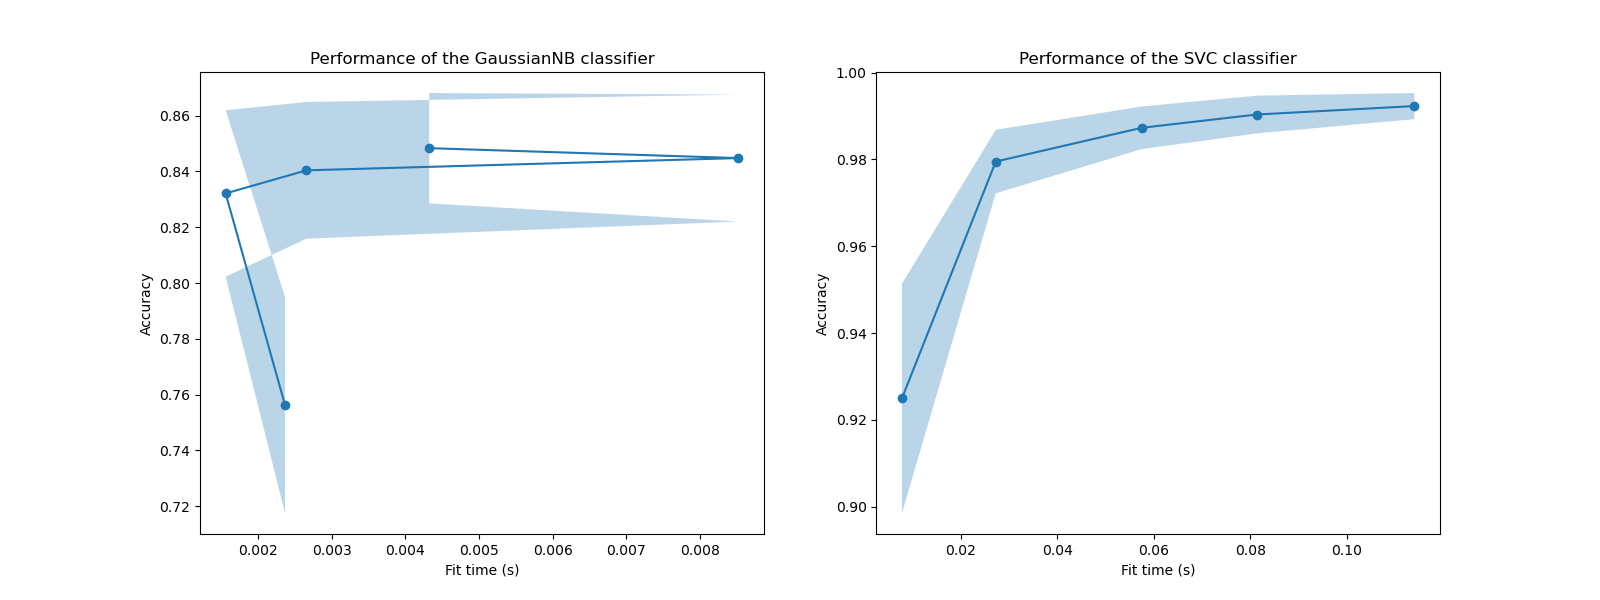 Performance of the GaussianNB classifier
Accuracy
0.86
0.84
0.82
0.80
0.78
0.76
0.74
0.72
0.002 0.003 0.004 0.005 0.006 0.007 0.008
Fit time (s)
Performance of the SVC classifier
Accuracy
1.00
0.98
0.96
0.94
0.92
0.90
0.02 0.04 0.06 0.08 0.10
Fit time (s)